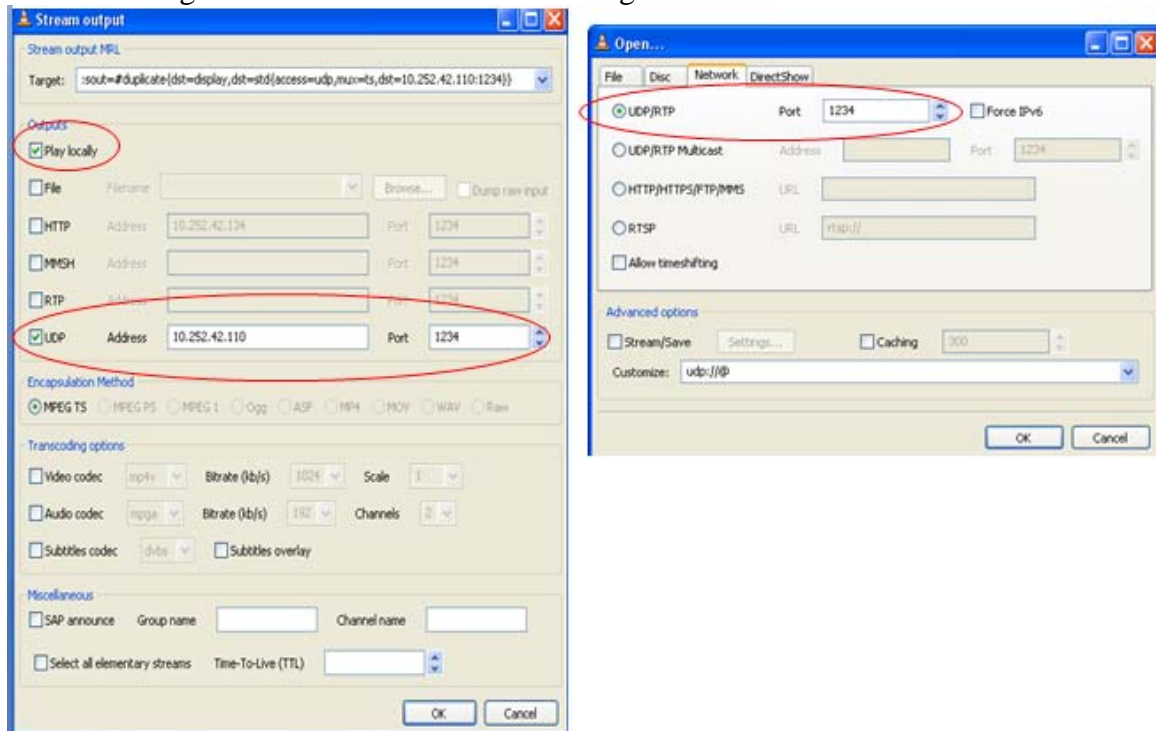 Stream output
Stream output MRL
Target: :sout=#duplicate{dst=display,dst=std{access=udp,mux=ts,dst=10.252.42.110:1234}}
Outputs
Play locally
File Filename Browse... Dump raw input
HTTP Address 10.252.42.134 Port 1234
MMSH Address Port 1234
RTP Address Port 1234
UDP Address 10.252.42.110 Port 1234
Encapsulation Method
MPEG TS MPEG PS MPEG 1 Ogg ASF MP4 MOV WAV Raw
Transcoding options
Video codec mp4v Bitrate (kb/s) 1024 Scale 1
Audio codec mpga Bitrate (kb/s) 192 Channels 2
Subtitles codec dvbs Subtitles overlay
Miscellaneous
SAP announce Group name Channel name
Select all elementary streams Time-To-Live (TTL)
OK Cancel
Open...
File Disc Network DirectShow
UDP/RTP Port 1234 Force IPv6
UDP/RTP Multicast Address Port 1234
HTTP/HTTPS/FTP/MMS URL
RTSP URL rtsp://
Allow timeshifting
Advanced options
Stream/Save Settings... Caching 300
Customize: udp://@
OK Cancel